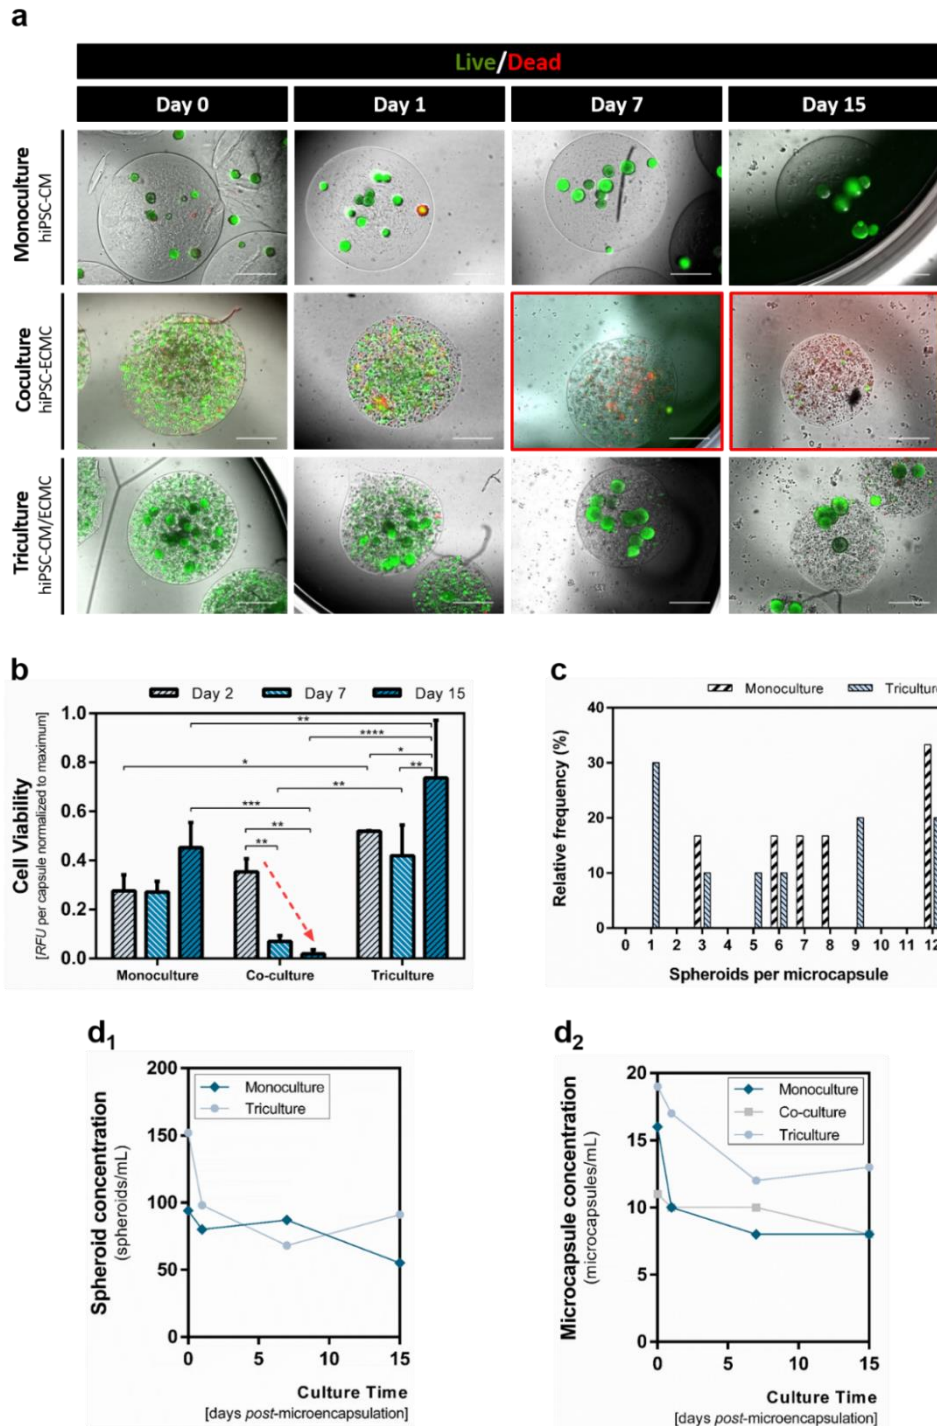 a
Live/Dead
Day 0
Day 1
Day 7
Day 15
Monoculture
hiPSC-CM
Coculture
hiPSC-ECMC
Triculture
hiPSC-CM/ECMC
b
Day 2
Day 7
Day 15
Cell Viability
[RFU per capsule normalized to maximum]
1.0
0.8
0.6
0.4
0.2
0.0
**
****
*
*
**
***
**
**
**
Monoculture
Co-culture
Triculture
c
Monoculture
Triculture
Relative frequency (%)
40
30
20
10
0
0 1 2 3 4 5 6 7 8 9 10 11 12
Spheroids per microcapsule
d1
Monoculture
Triculture
Spheroid concentration
(spheroids/mL)
200
150
100
50
0
0 5 10 15
Culture Time
[days post-microencapsulation]
d2
Monoculture
Co-culture
Triculture
Microcapsule concentration
(microcapsules/mL)
20
15
10
5
0
0 5 10 15
Culture Time
[days post-microencapsulation]